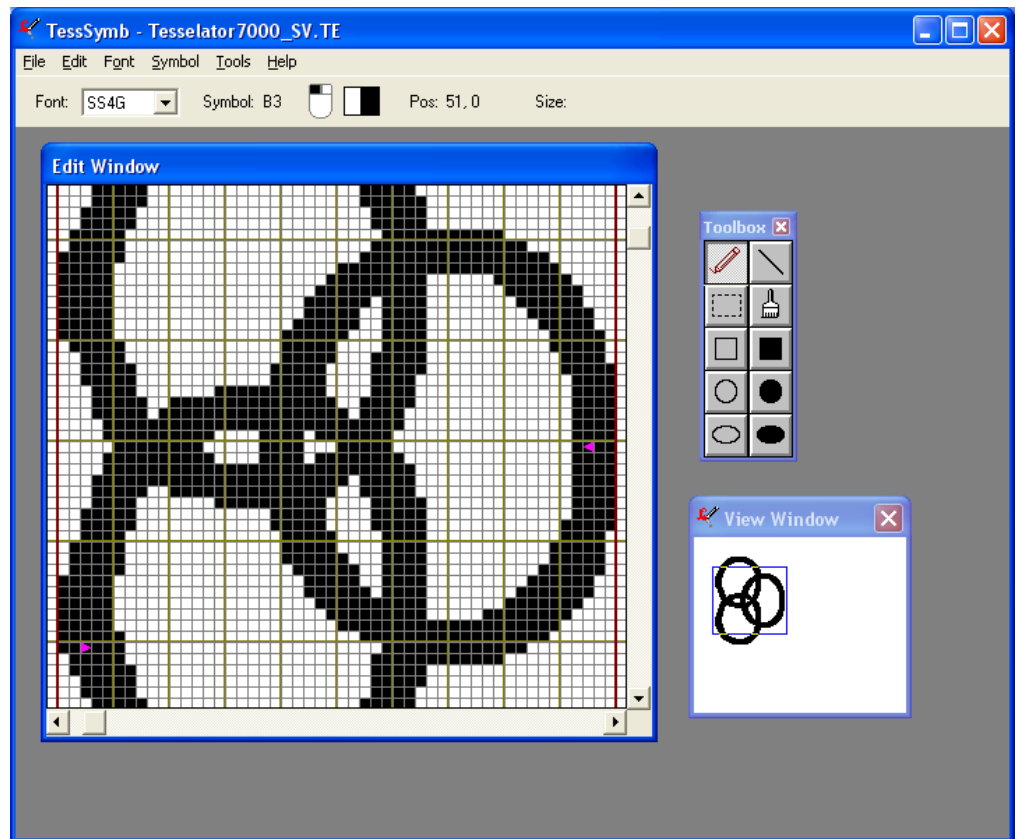 TessSymb - Tesselator7000_SV.TE
File Edit Font Symbol Tools Help
Font: SS4G Symbol: B3 Pos: 51, 0 Size:
Edit Window
Toolbox
View Window